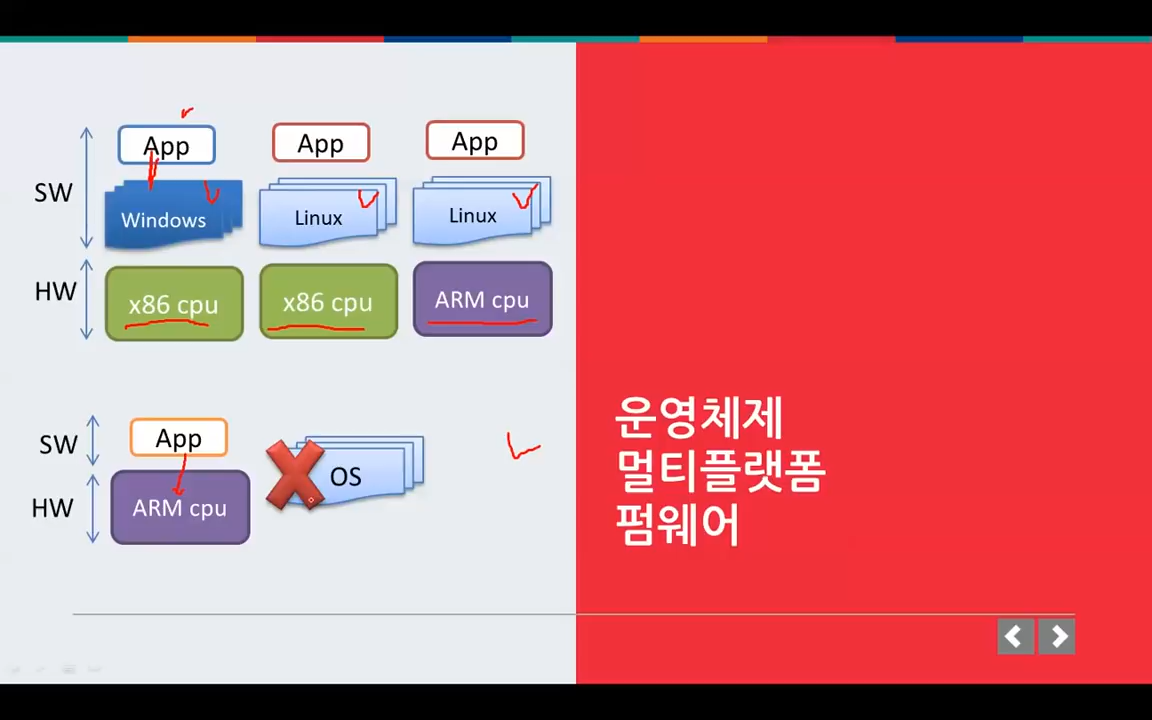 App App App
SW
Windows Linux Linux
HW
x86 cpu x86 cpu ARM cpu
SW
App
OS
HW
ARM cpu
운영체제
멀티플랫폼
펌웨어